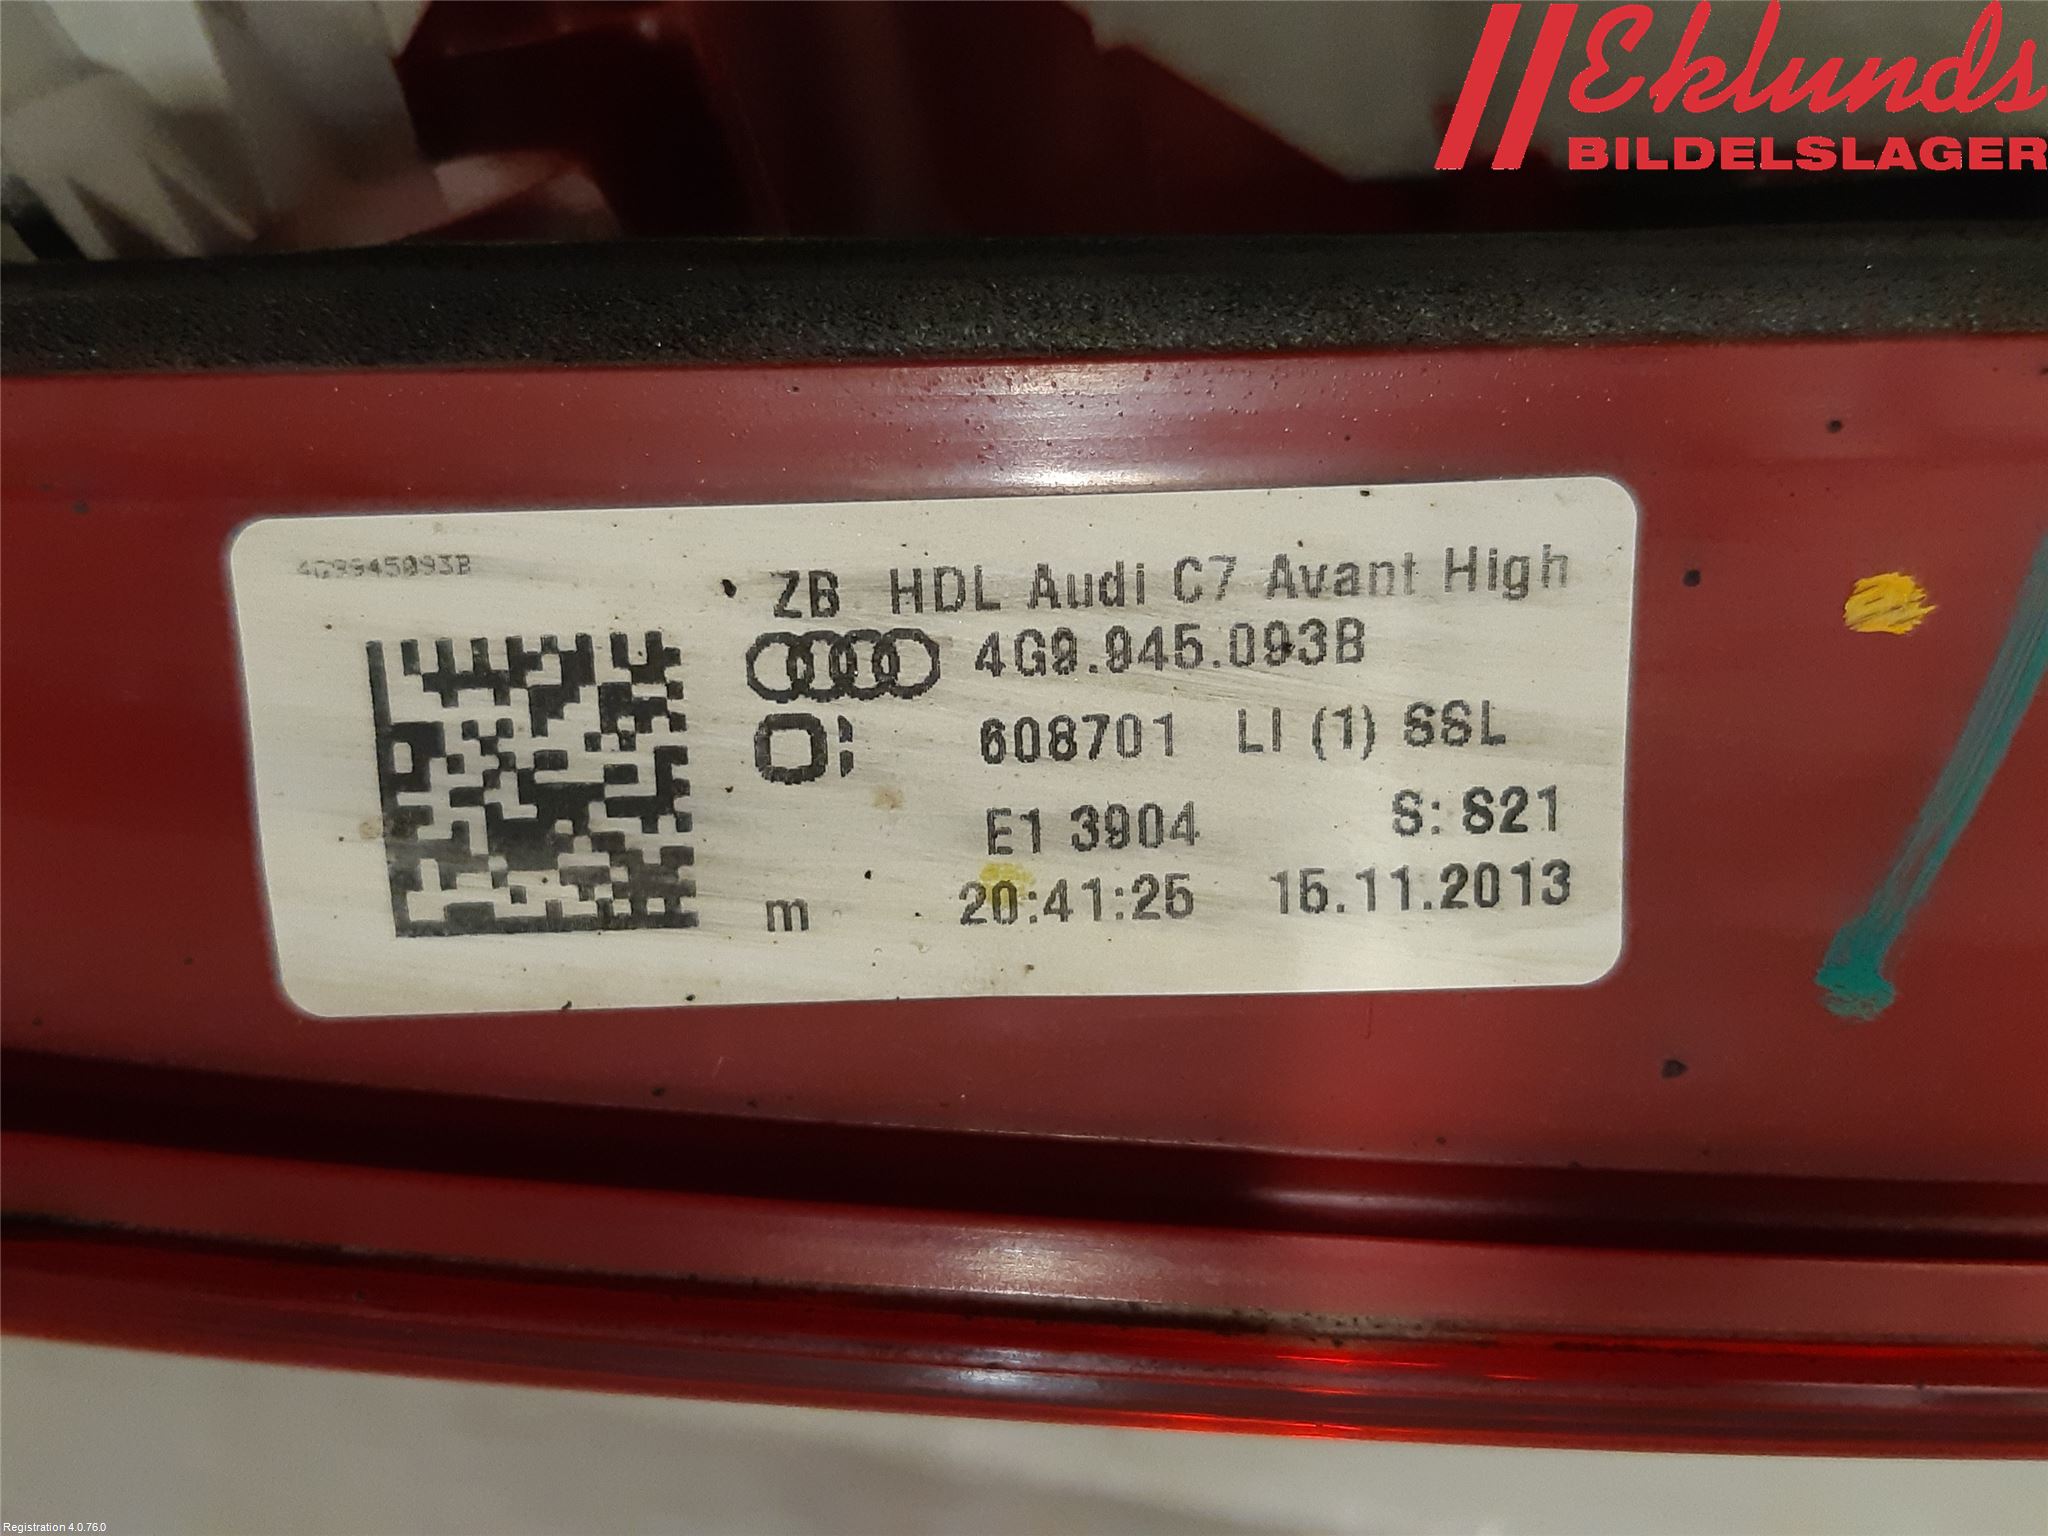 Eklunds
BILDELSLAGER
4G9945093B
ZB HDL Audi C7 Avant High
4G9.945.093B
608701 LI (1) SSL
E1 3904 S: S21
m 20:41:25 15.11.2013
Registration 4.0.76.0